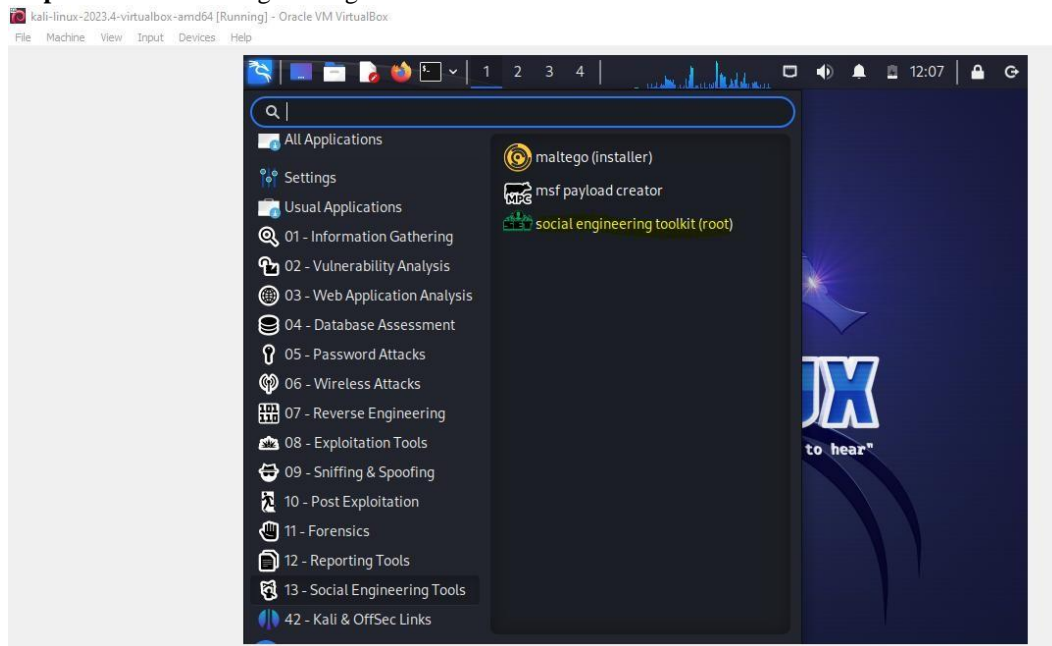 kali-linux-2023.4-virtualbox-amd64 [Running] - Oracle VM VirtualBox
File Machine View Input Devices Help
1 2 3 4 12:07
All Applications
Settings
Usual Applications
01 - Information Gathering
02 - Vulnerability Analysis
03 - Web Application Analysis
04 - Database Assessment
05 - Password Attacks
06 - Wireless Attacks
07 - Reverse Engineering
08 - Exploitation Tools
09 - Sniffing & Spoofing
10 - Post Exploitation
11 - Forensics
12 - Reporting Tools
13 - Social Engineering Tools
42 - Kali & OffSec Links
maltego (installer)
MPC
msf payload creator
SET
social engineering toolkit (root)
UX
to hear"